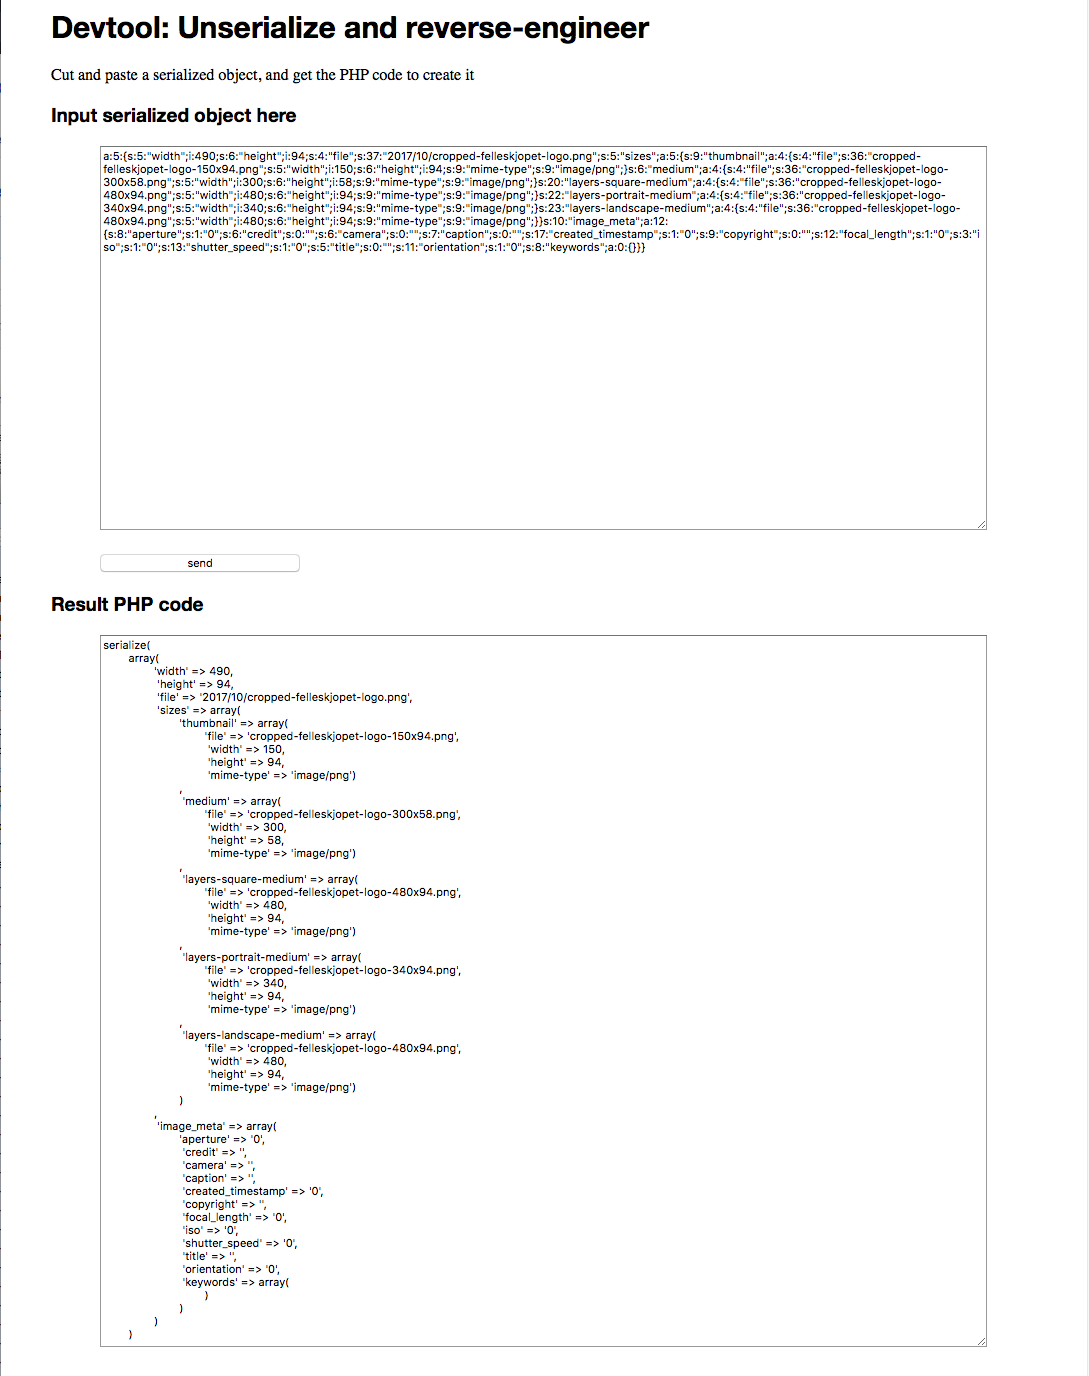 Devtool: Unserialize and reverse-engineer
Cut and paste a serialized object, and get the PHP code to create it
Input serialized object here
a:5:{s:5:"width";i:490;s:6:"height";i:94;s:4:"file";s:37:"2017/10/cropped-felleskjopet-logo.png";s:5:"sizes";a:5:{s:9:"thumbnail";a:4:{s:4:"file";s:36:"cropped-
felleskjopet-logo-150x94.png";s:5:"width";i:150;s:6:"height";i:94;s:9:"mime-type";s:9:"image/png";}s:6:"medium";a:4:{s:4:"file";s:36:"cropped-felleskjopet-logo-
300x58.png";s:5:"width";i:300;s:6:"height";i:58;s:9:"mime-type";s:9:"image/png";}s:20:"layers-square-medium";a:4:{s:4:"file";s:36:"cropped-felleskjopet-logo-
480x94.png";s:5:"width";i:480;s:6:"height";i:94;s:9:"mime-type";s:9:"image/png";}s:22:"layers-portrait-medium";a:4:{s:4:"file";s:36:"cropped-felleskjopet-logo-
340x94.png";s:5:"width";i:340;s:6:"height";i:94;s:9:"mime-type";s:9:"image/png";}s:23:"layers-landscape-medium";a:4:{s:4:"file";s:36:"cropped-felleskjopet-logo-
480x94.png";s:5:"width";i:480;s:6:"height";i:94;s:9:"mime-type";s:9:"image/png";}}s:10:"image_meta";a:12:
{s:8:"aperture";s:1:"0";s:6:"credit";s:0:"";s:6:"camera";s:0:"";s:7:"caption";s:0:"";s:17:"created_timestamp";s:1:"0";s:9:"copyright";s:0:"";s:12:"focal_length";s:1:"0";s:3:"i
so";s:1:"0";s:13:"shutter_speed";s:1:"0";s:5:"title";s:0:"";s:11:"orientation";s:1:"0";s:8:"keywords";a:0:{}}}
send
Result PHP code
serialize(
array(
'width' => 490,
'height' => 94,
'file' => '2017/10/cropped-felleskjopet-logo.png',
'sizes' => array(
'thumbnail' => array(
'file' => 'cropped-felleskjopet-logo-150x94.png',
'width' => 150,
'height' => 94,
'mime-type' => 'image/png')
,
'medium' => array(
'file' => 'cropped-felleskjopet-logo-300x58.png',
'width' => 300,
'height' => 58,
'mime-type' => 'image/png')
,
'layers-square-medium' => array(
'file' => 'cropped-felleskjopet-logo-480x94.png',
'width' => 480,
'height' => 94,
'mime-type' => 'image/png')
,
'layers-portrait-medium' => array(
'file' => 'cropped-felleskjopet-logo-340x94.png',
'width' => 340,
'height' => 94,
'mime-type' => 'image/png')
,
'layers-landscape-medium' => array(
'file' => 'cropped-felleskjopet-logo-480x94.png',
'width' => 480,
'height' => 94,
'mime-type' => 'image/png')
)
,
'image_meta' => array(
'aperture' => '0',
'credit' => '',
'camera' => '',
'caption' => '',
'created_timestamp' => '0',
'copyright' => '',
'focal_length' => '0',
'iso' => '0',
'shutter_speed' => '0',
'title' => '',
'orientation' => '0',
'keywords' => array(
)
)
)
)